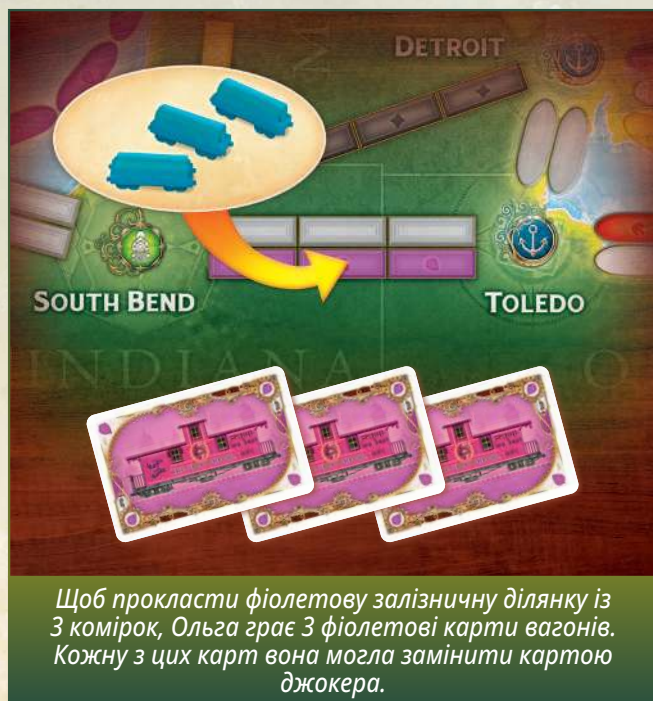 DETROIT
SOUTH BEND
TOLEDO
INDIANA
O
Щоб прокласти фіолетову залізничну ділянку із
3 комірок, Ольга грає 3 фіолетові карти вагонів.
Кожну з цих карт вона могла замінити картою
джокера.